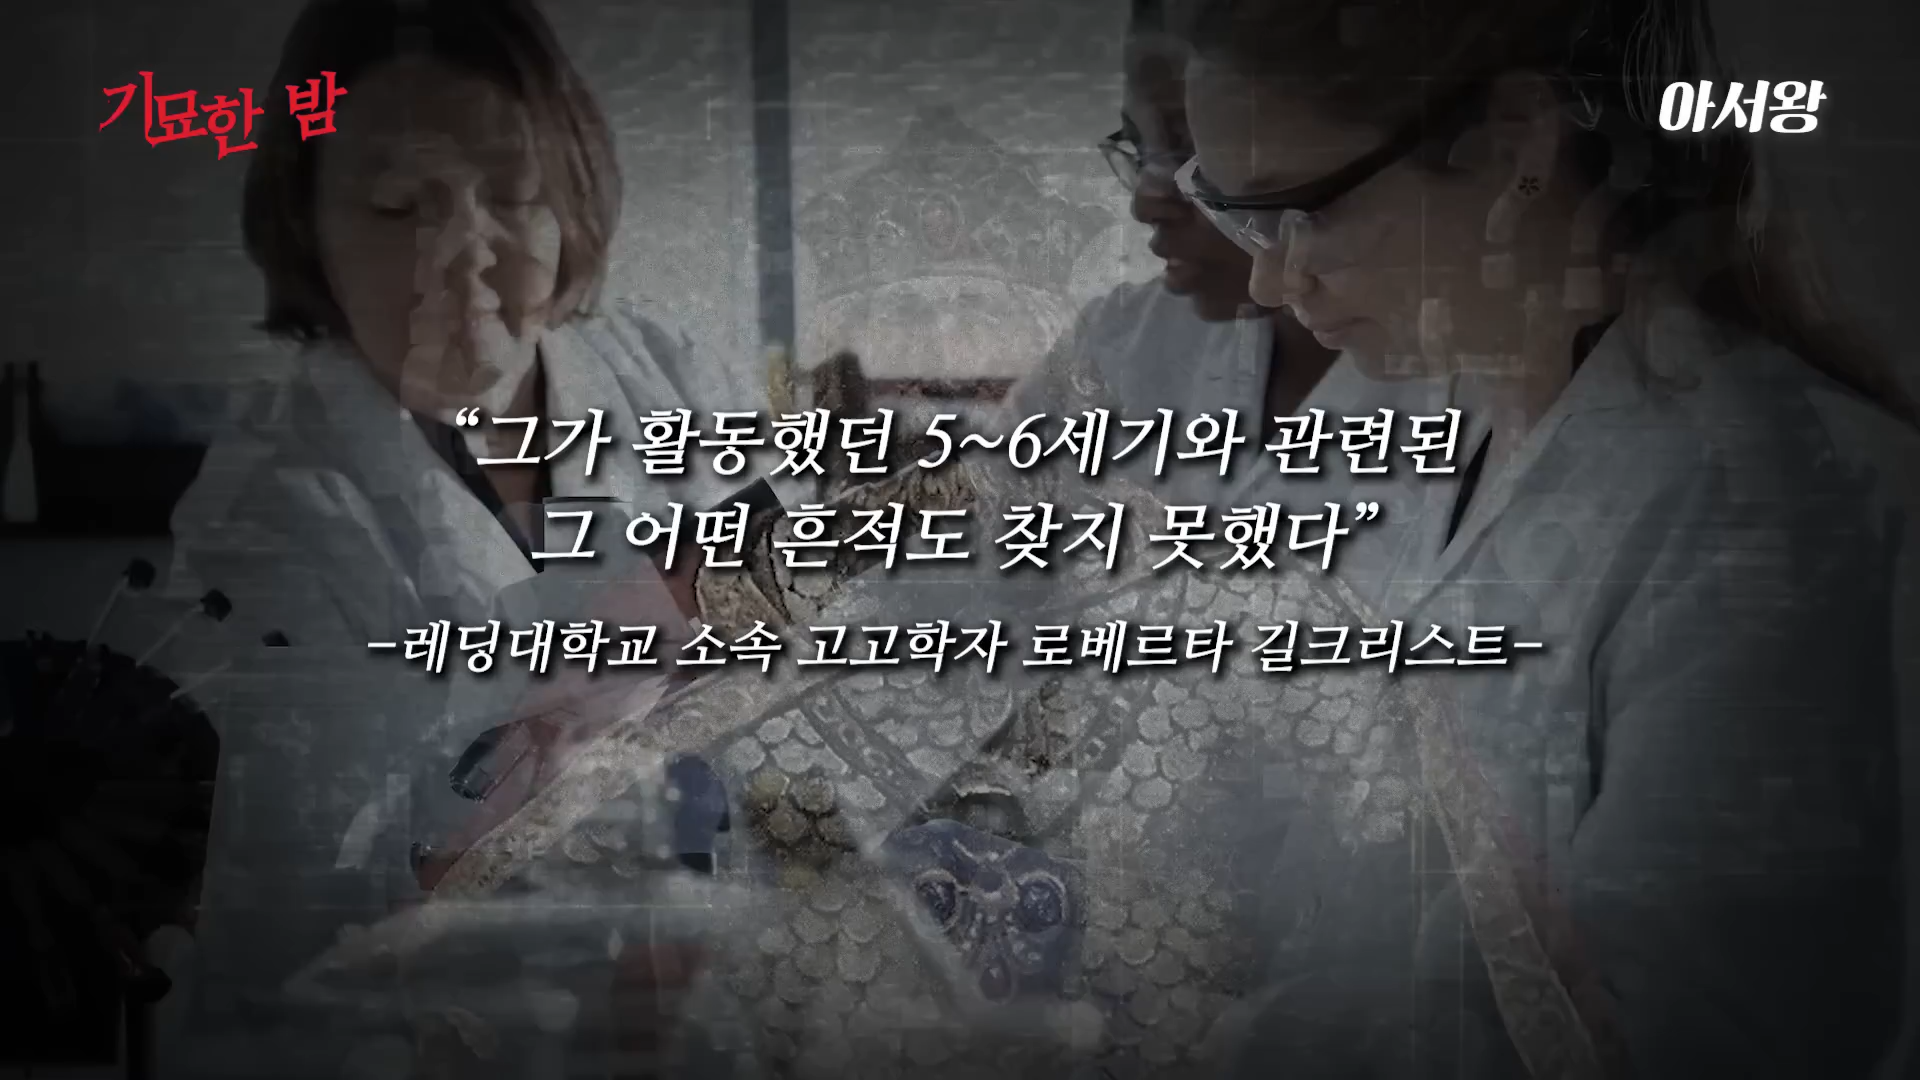 기묘한 밤
아서왕
“그가 활동했던 5~6세기와 관련된
그 어떤 흔적도 찾지 못했다”
-레딩대학교 소속 고고학자 로베르타 길크리스트-